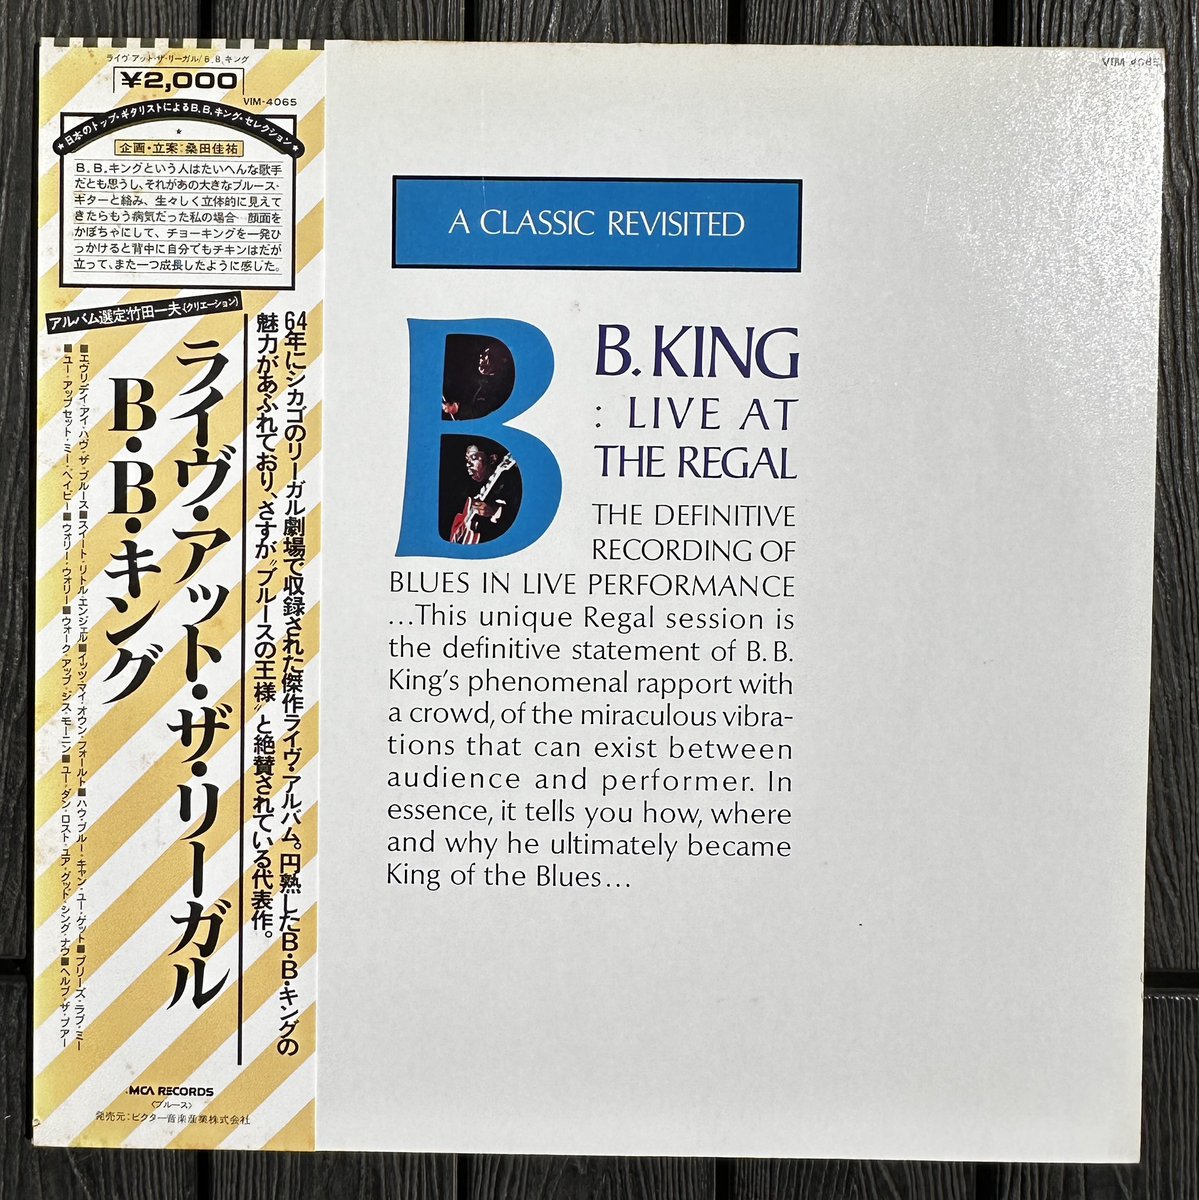 ライヴ・アット・ザ・リーガル/B.B.キング
¥2,000
VIM-4065
★日本のトップ・ギタリストによるB.B.キング・セレクション★
★
企画・立案:桑田佳祐
B.B.キングという人はたいへんな歌手
だとも思うし、それがあの大きなブルース・
ギターと絡み、生々しく立体的に見えて
きたらもう病気だった私の場合 顔面を
かぼちゃにして、チョーキングを一発ひ
っかけると背中に自分でもチキンはだが
立って、また一つ成長したように感じた。
アルバム選定:竹田一夫(クリエーション)
64年にシカゴのリーガル劇場で収録された傑作ライヴ・アルバム。円熟したB・B・キングの
魅力があふれており、さすが"ブルースの王様"と絶賛されている代表作。
ライヴ・アット・ザ・リーガル
B・B・キング
■エヴリデイ・アイ・ハヴ・ザ・ブルース■スイート・リトル・エンジェル■イッツ・マイ・オウン・フォールト■ハウ・ブルー・キャン・ユー・ゲット■プリーズ・ラブ・ミー
■ユー・アップセット・ミー・ベイビー■ウォリー・ウォリー■ウォーク・アップ・ジス・モーニン■ユー・ダン・ロスト・ユア・グッド・シング・ナウ■ヘルプ・ザ・プアー
MCA RECORDS
〈ブルース〉
発売元:ビクター音楽産業株式会社
VIM-4065
A CLASSIC REVISITED
B
B. KING
: LIVE AT
THE REGAL
THE DEFINITIVE
RECORDING OF
BLUES IN LIVE PERFORMANCE
...This unique Regal session is
the definitive statement of B. B.
King's phenomenal rapport with
a crowd, of the miraculous vibra-
tions that can exist between
audience and performer. In
essence, it tells you how, where
and why he ultimately became
King of the Blues...